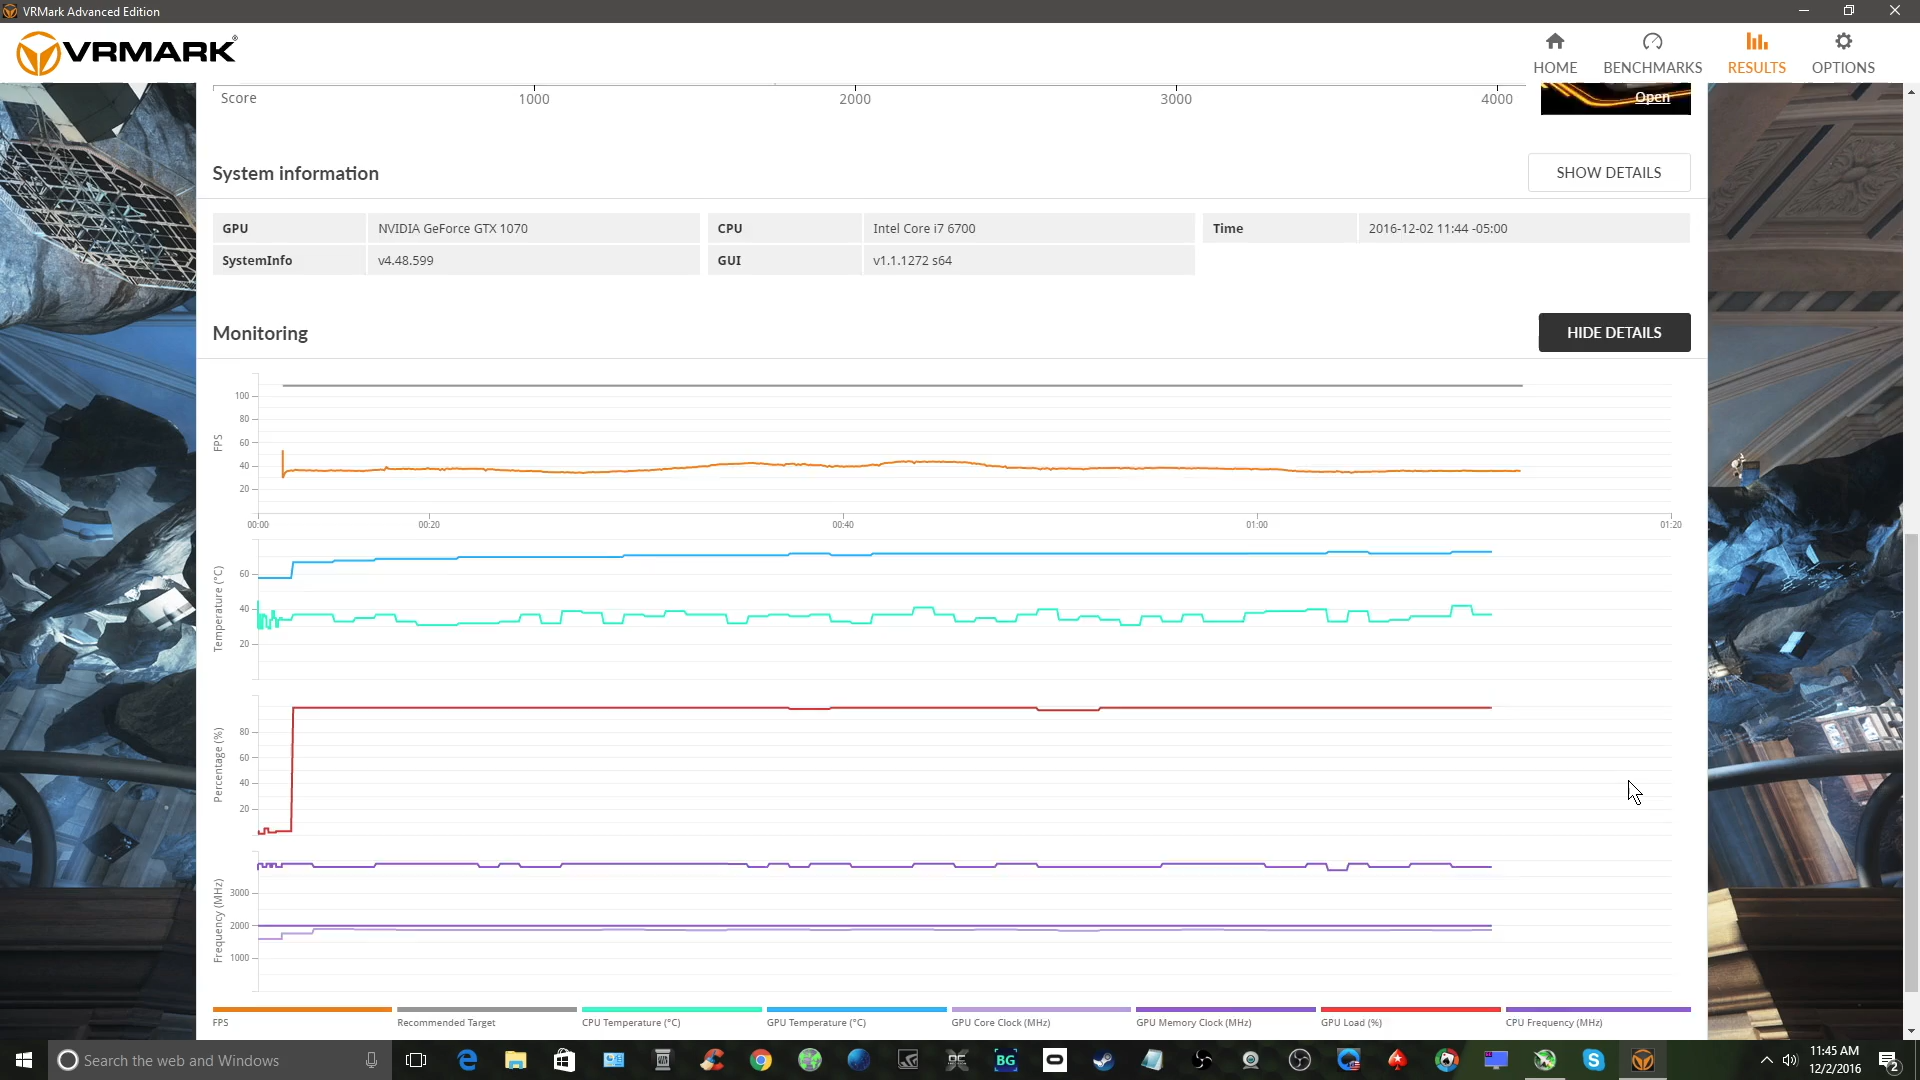 VRMark Advanced Edition
VRMARK®
HOME BENCHMARKS RESULTS OPTIONS
Score 1000 2000 3000 4000
Open
System information
SHOW DETAILS
GPU NVIDIA GeForce GTX 1070 CPU Intel Core i7 6700 Time 2016-12-02 11:44 -05:00
SystemInfo v4.48.599 GUI v1.1.1272 s64
Monitoring
HIDE DETAILS
FPS
100
80
60
40
20
00:00 00:20 00:40 01:00 01:20
Temperature (°C)
60
40
20
Percentage (%)
80
60
40
20
Frequency (MHz)
3000
2000
1000
FPS Recommended Target CPU Temperature (°C) GPU Temperature (°C) GPU Core Clock (MHz) GPU Memory Clock (MHz) GPU Load (%) CPU Frequency (MHz)
Search the web and Windows
BG
11:45 AM
12/2/2016
2